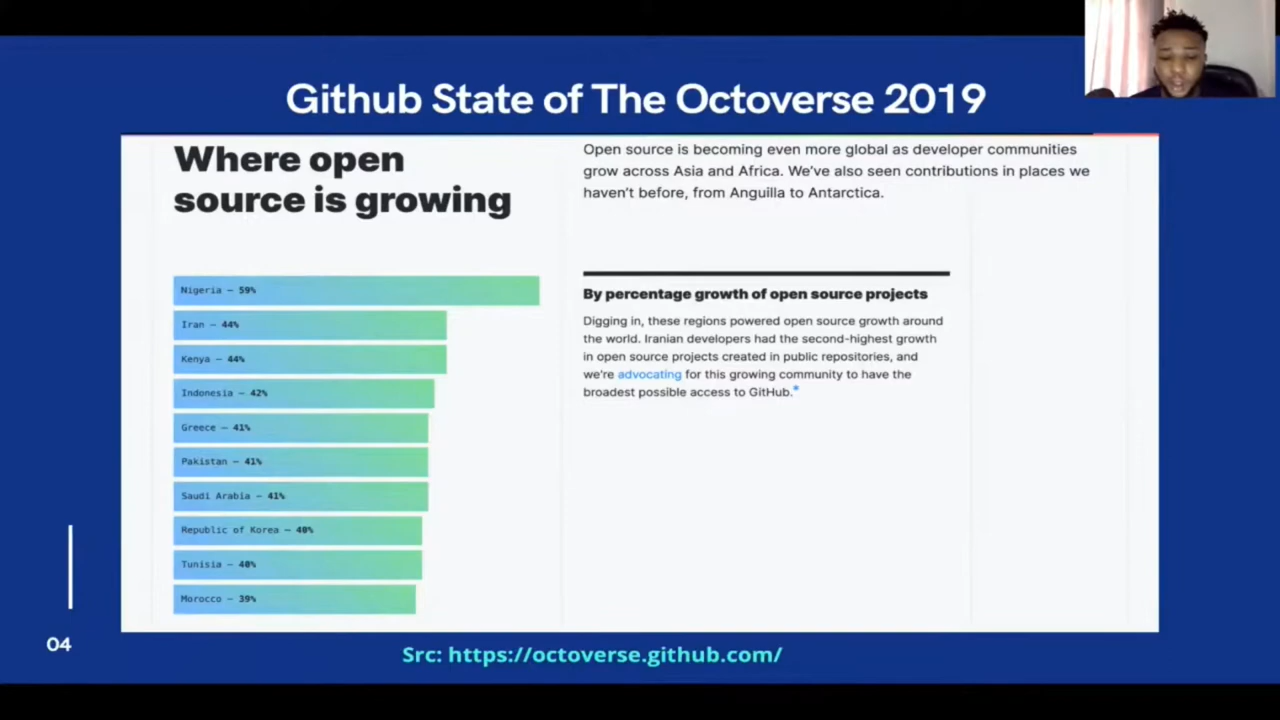 Github State of The Octoverse 2019
Where open
source is growing
Open source is becoming even more global as developer communities
grow across Asia and Africa. We've also seen contributions in places we
haven't before, from Anguilla to Antarctica.
Nigeria – 59%
Iran – 44%
Kenya – 44%
Indonesia – 42%
Greece – 41%
Pakistan – 41%
Saudi Arabia – 41%
Republic of Korea – 40%
Tunisia – 40%
Morocco – 39%
By percentage growth of open source projects
Digging in, these regions powered open source growth around
the world. Iranian developers had the second-highest growth
in open source projects created in public repositories, and
we're advocating for this growing community to have the
broadest possible access to GitHub.*
04
Src: https://octoverse.github.com/